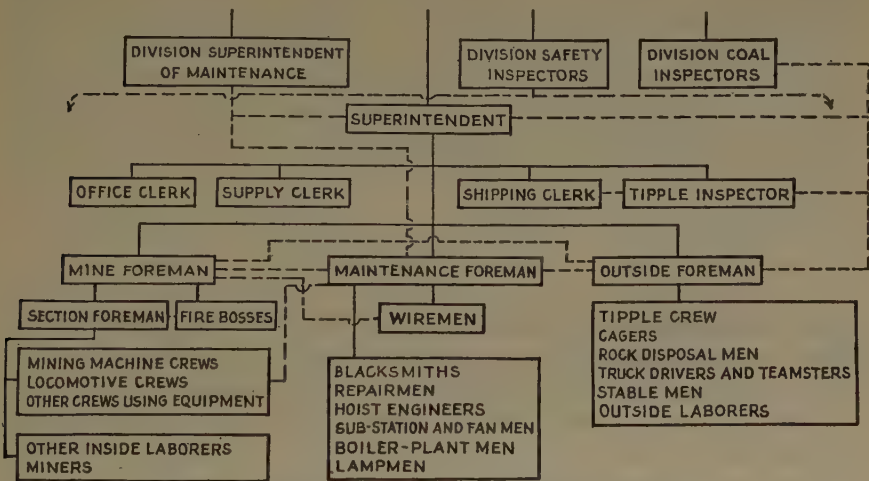 DIVISION SUPERINTENDENT
OF MAINTENANCE
DIVISION SAFETY
INSPECTORS
DIVISION COAL
INSPECTORS
SUPERINTENDENT
OFFICE CLERK
SUPPLY CLERK
SHIPPING CLERK
TIPPLE INSPECTOR
MINE FOREMAN
MAINTENANCE FOREMAN
OUTSIDE FOREMAN
SECTION FOREMAN
FIRE BOSSES
WIREMEN
MINING MACHINE CREWS
LOCOMOTIVE CREWS
OTHER CREWS USING EQUIPMENT
OTHER INSIDE LABORERS
MINERS
BLACKSMITHS
REPAIRMEN
HOIST ENGINEERS
SUB-STATION AND FAN MEN
BOILER-PLANT MEN
LAMPMEN
TIPPLE CREW
CAGERS
ROCK DISPOSAL MEN
TRUCK DRIVERS AND TEAMSTERS
STABLE MEN
OUTSIDE LABORERS